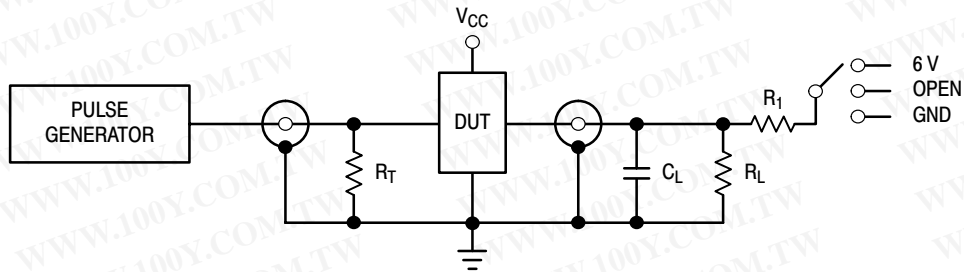 VCC
6 V
OPEN
GND
PULSE
GENERATOR
DUT
R1
RT
CL
RL
WWW.100Y.COM.TW